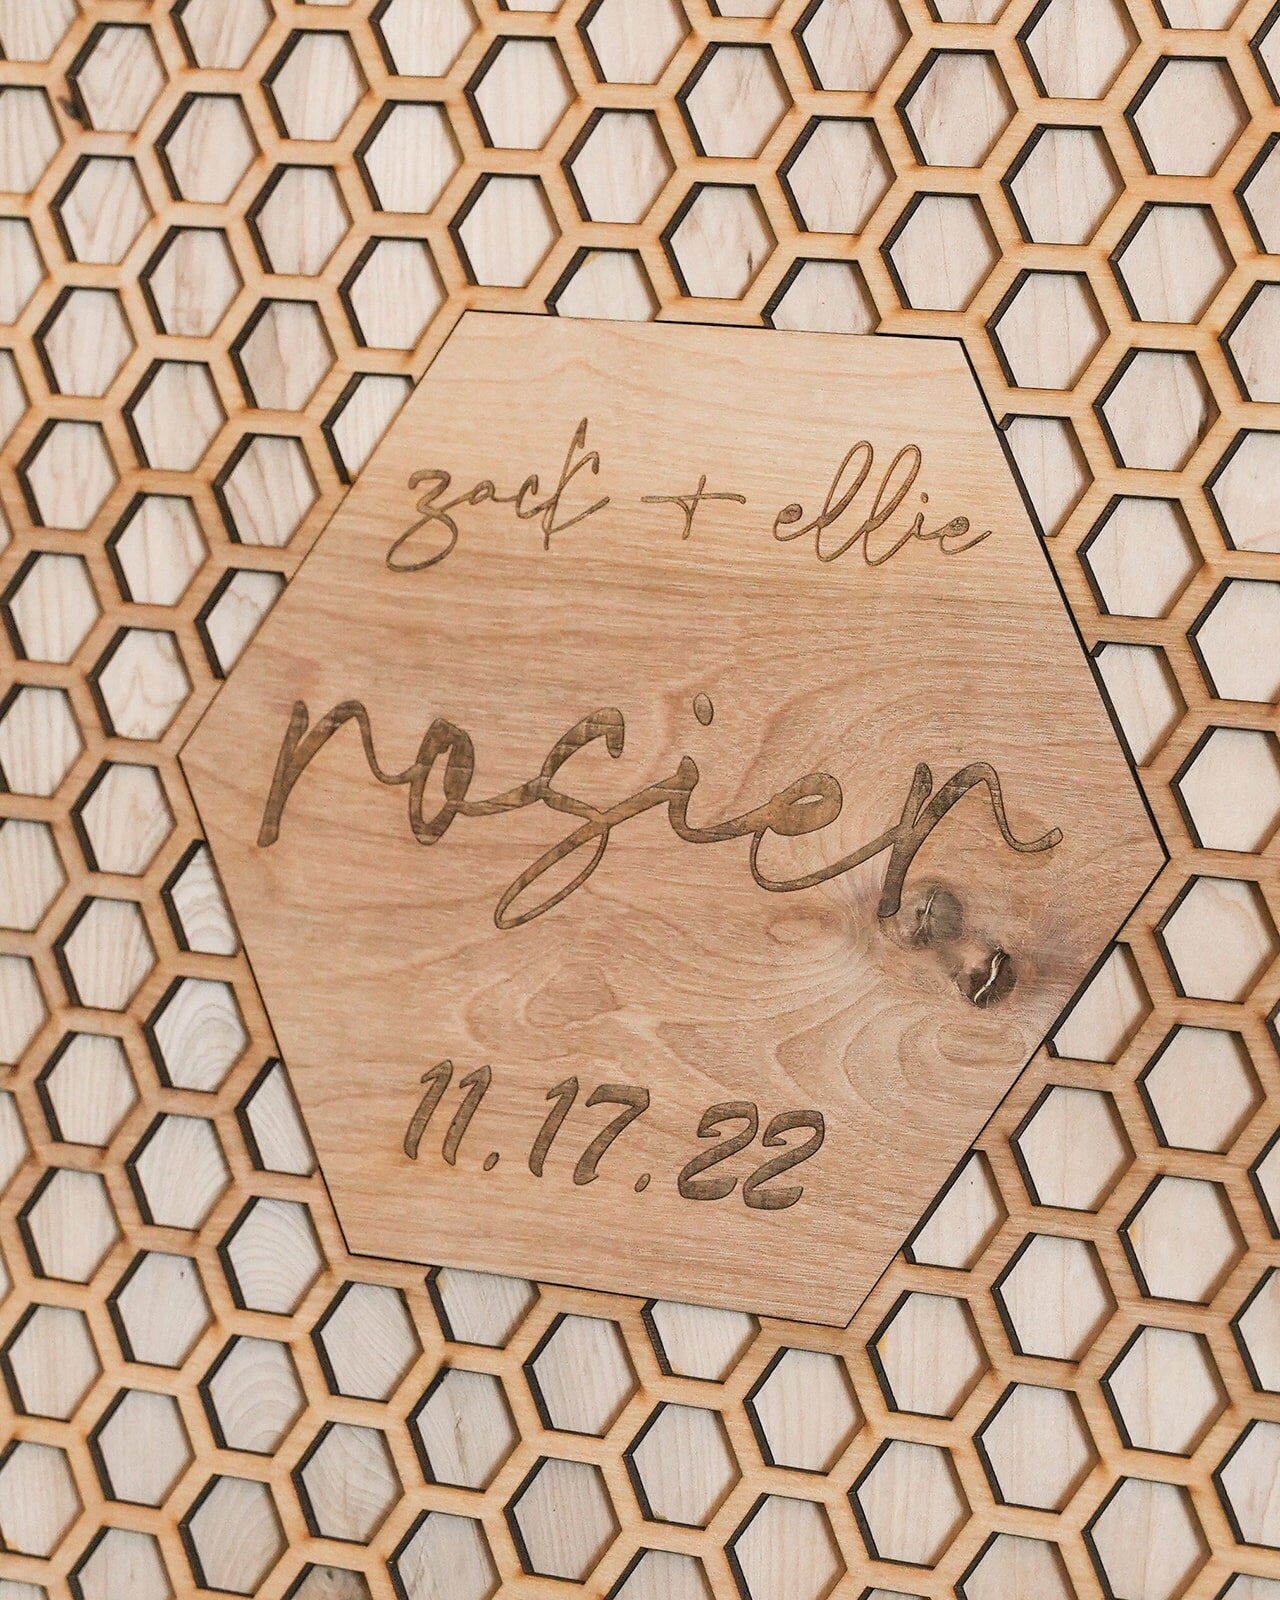 zack + ellie
rosier
11.17.22